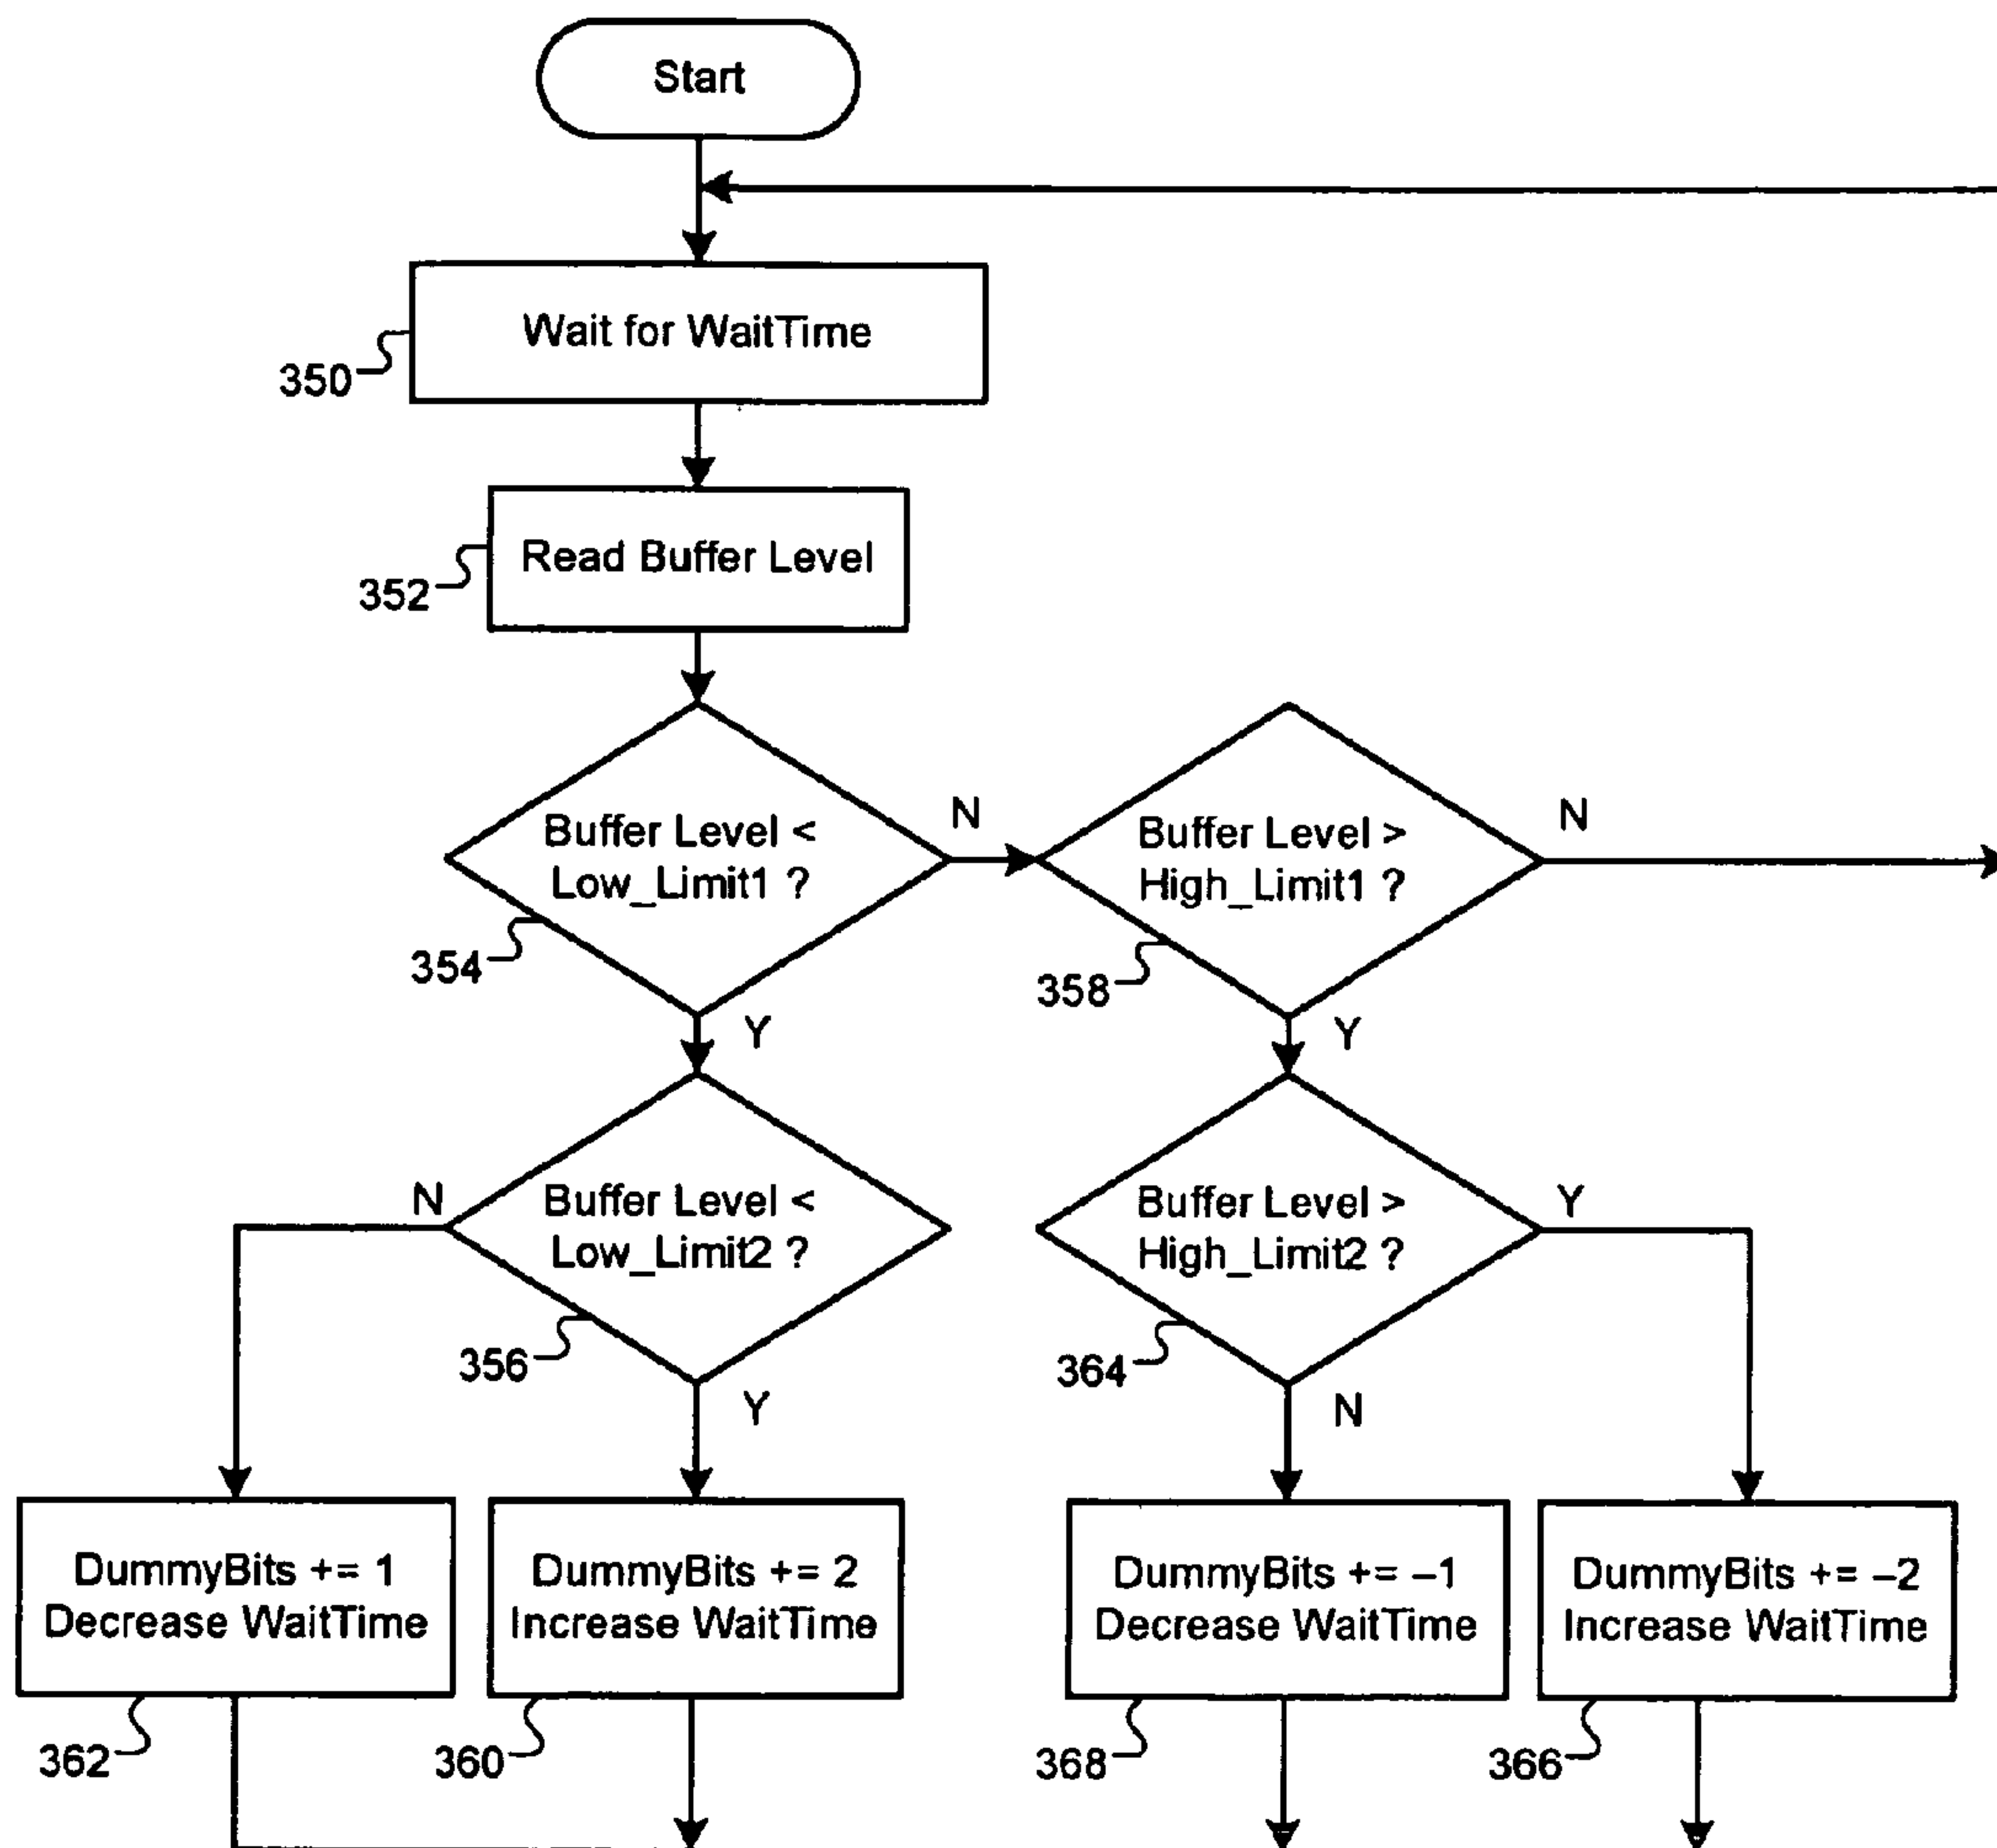 Start
Wait for WaitTime
350
Read Buffer Level
352
Buffer Level <
Low_Limit1 ?
N
354
Y
Buffer Level >
High_Limit1 ?
N
358
Y
Buffer Level <
Low_Limit2 ?
N
356
Y
Buffer Level >
High_Limit2 ?
Y
364
N
DummyBits += 1
Decrease WaitTime
362
DummyBits += 2
Increase WaitTime
360
DummyBits += –1
Decrease WaitTime
368
DummyBits += –2
Increase WaitTime
366